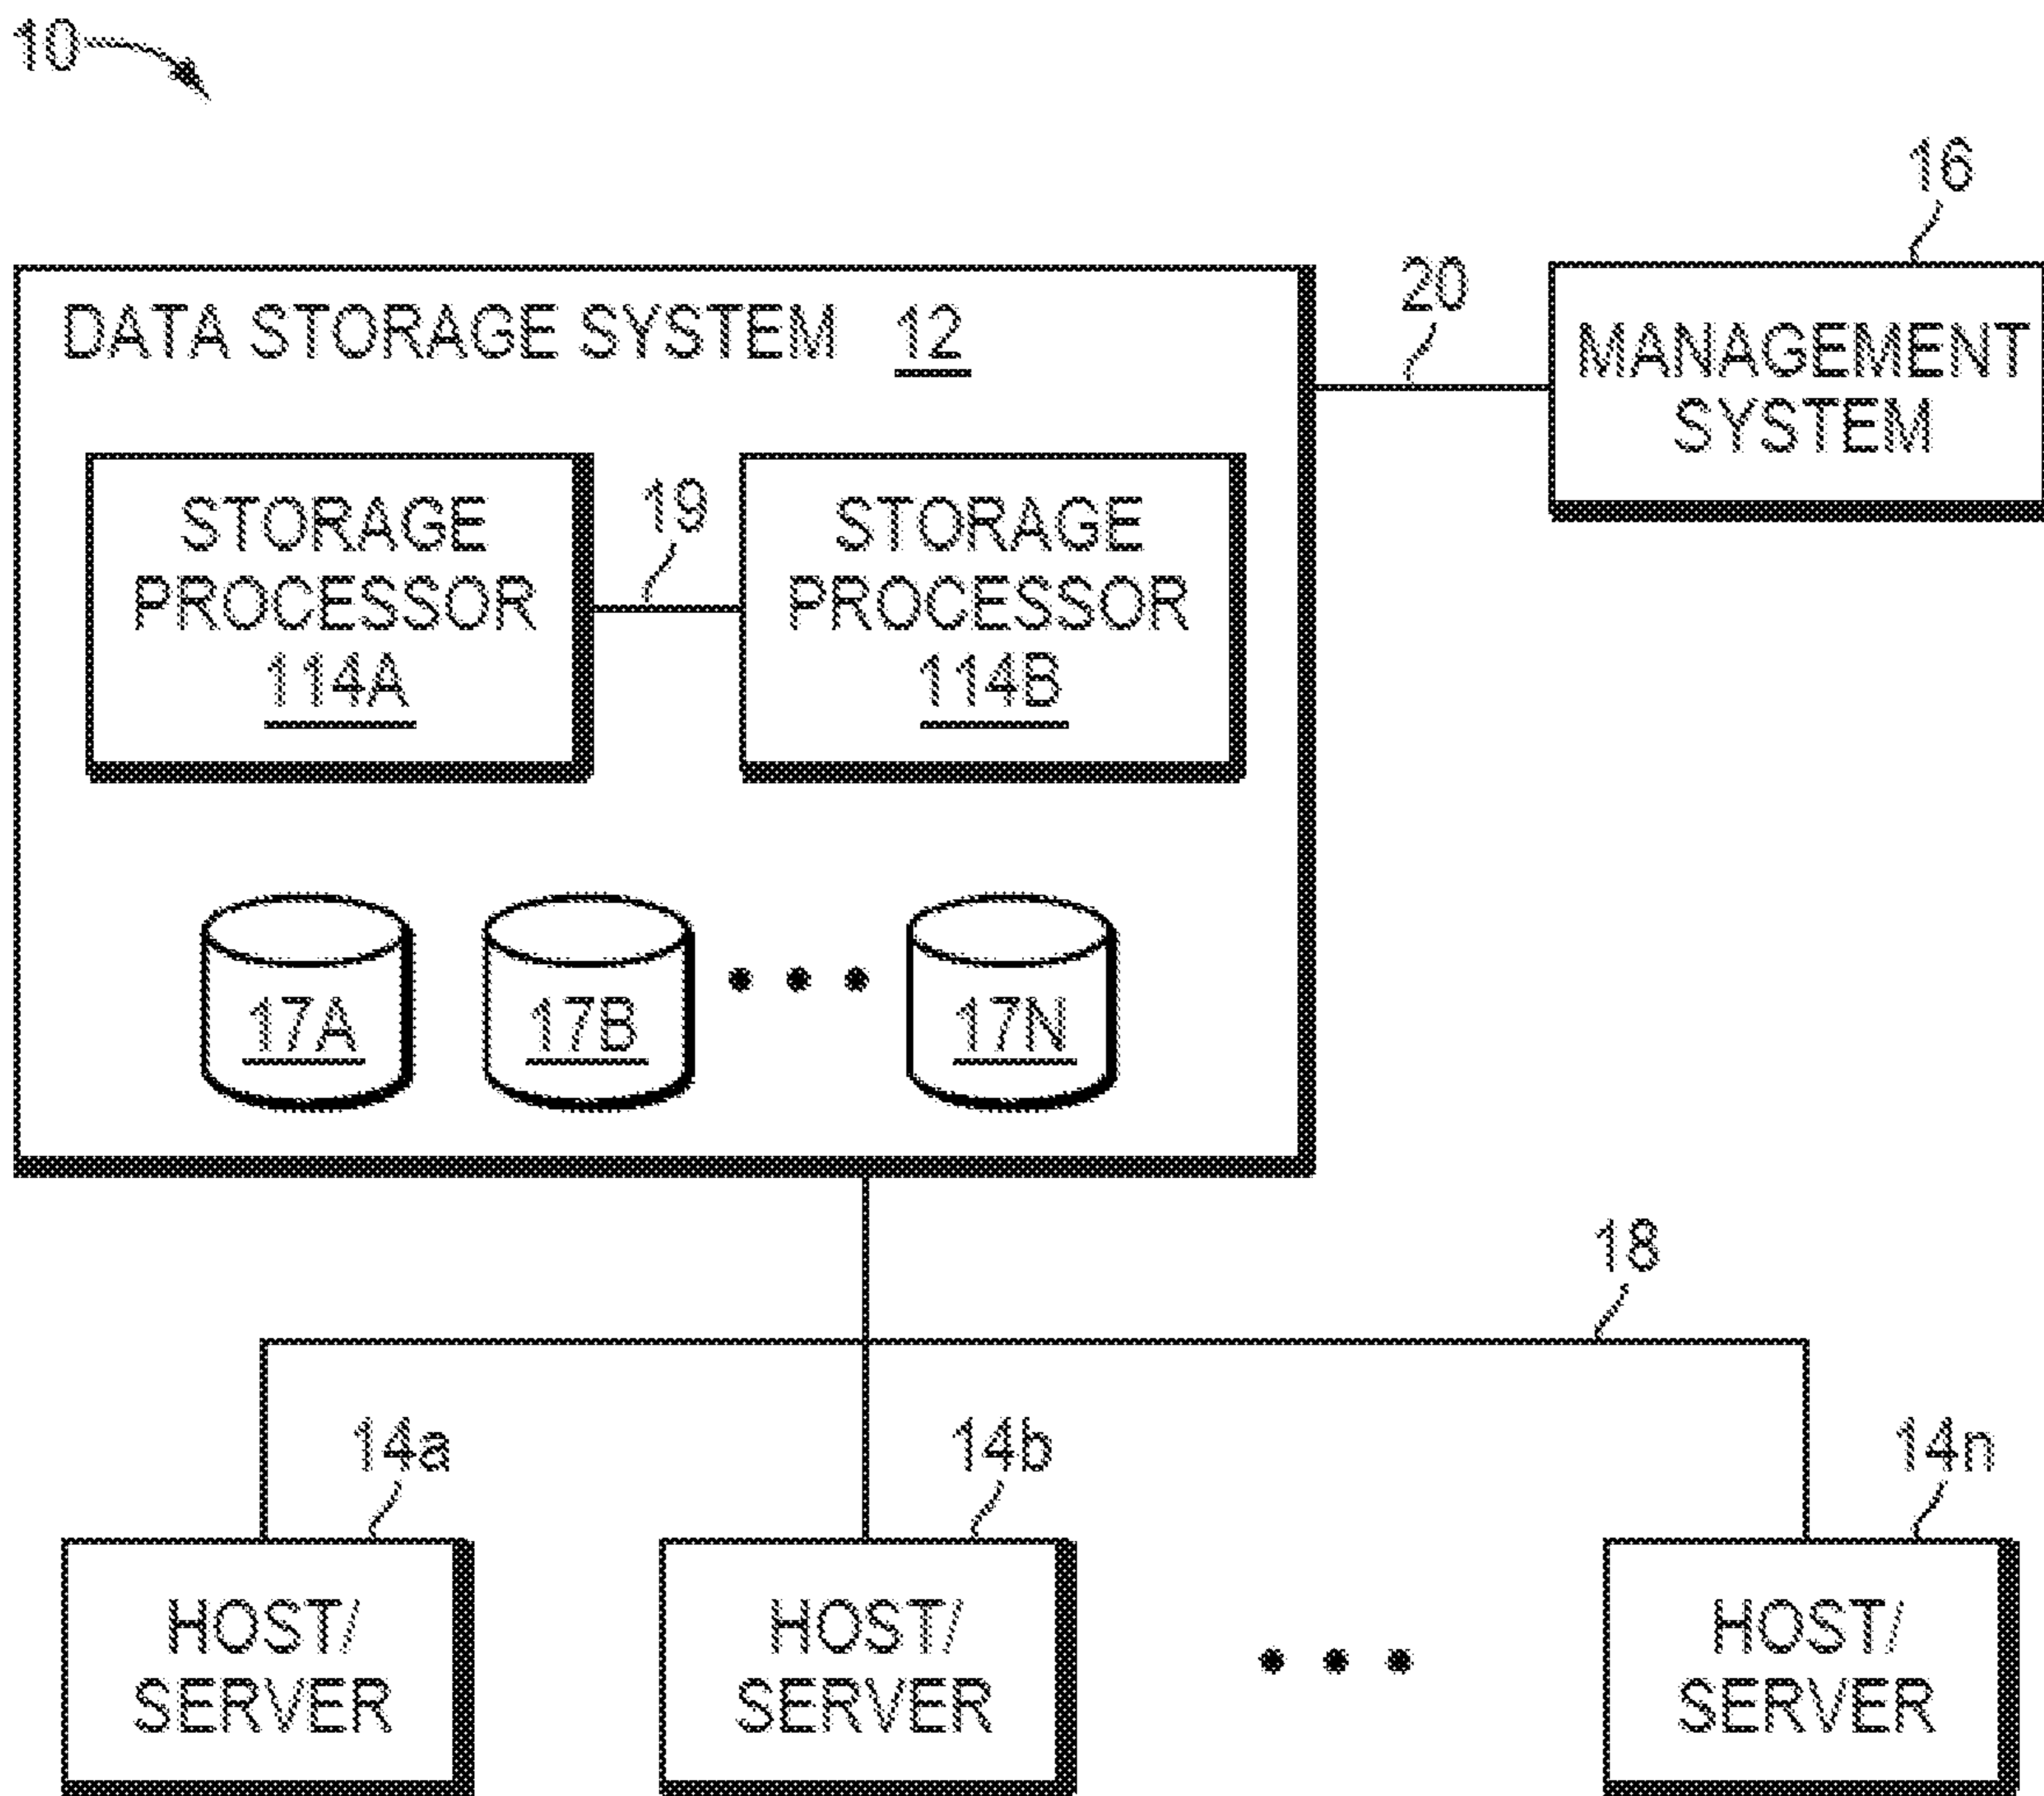 10
16
20
DATA STORAGE SYSTEM 12
MANAGEMENT
SYSTEM
STORAGE
PROCESSOR
114A
19
STORAGE
PROCESSOR
114B
17A
17B
17N
18
14a
14b
14n
HOST/
SERVER
HOST/
SERVER
HOST/
SERVER